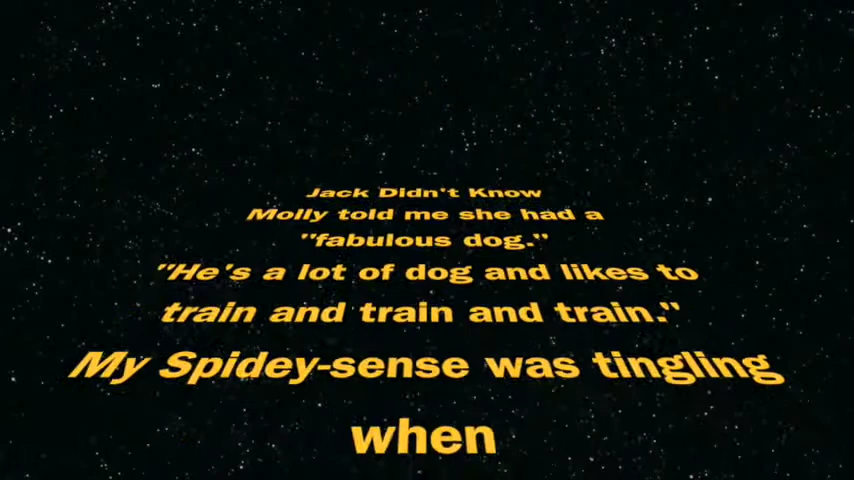 Jack Didn't Know
Molly told me she had a
"fabulous dog."
"He's a lot of dog and likes to
train and train and train."
My Spidey-sense was tingling
when